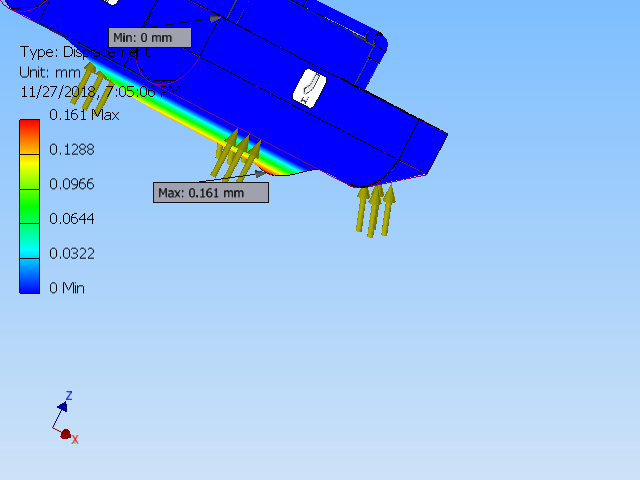 Min: 0 mm
Type: Displacement
Unit: mm
11/27/2018, 7:05:06 PM
0.161 Max
0.1288
0.0966
0.0644
0.0322
0 Min
Max: 0.161 mm
Z
X